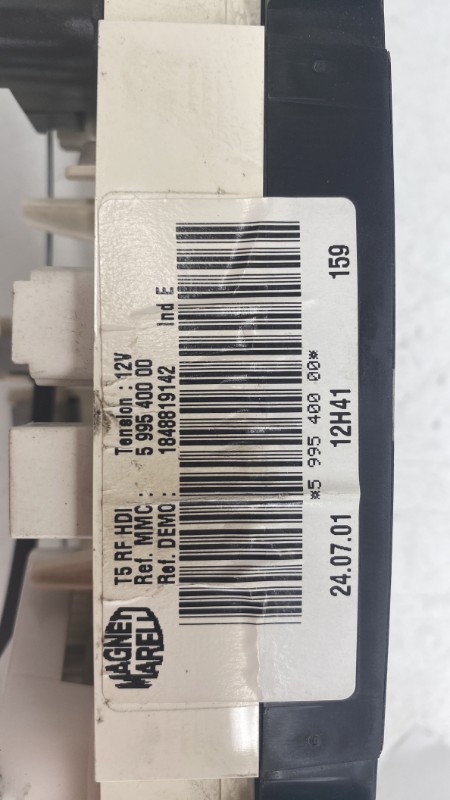 MAGNETI
MARELLI
T5 RF HDI Tension : 12V
Ref. MMC : 5 995 400 00
Ref. DEMO : 1848819142 Ind E
*5 995 400 00*
24.07.01 12H41 159